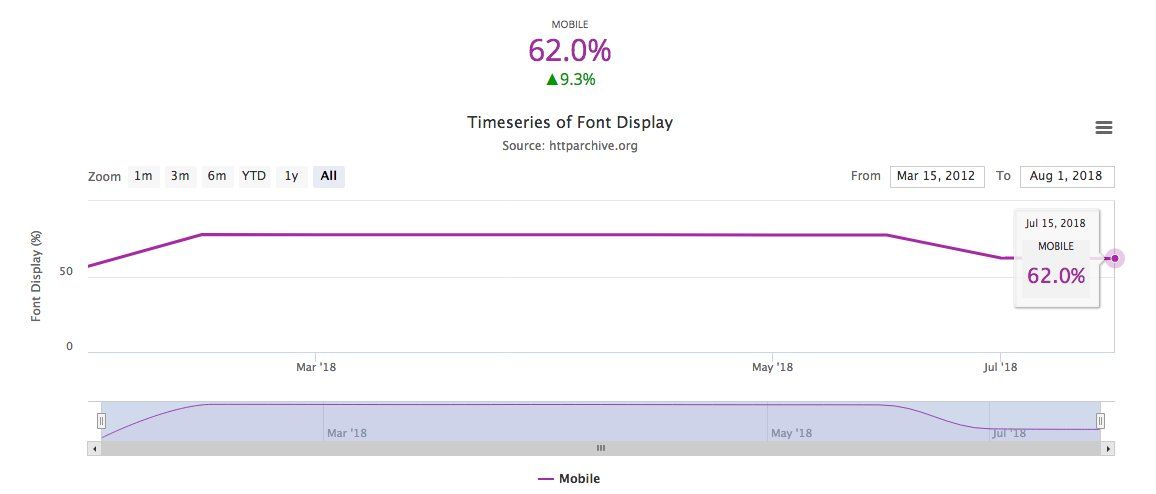 MOBILE
62.0%
▲9.3%
Timeseries of Font Display
Source: httparchive.org
Zoom 1m 3m 6m YTD 1y All From Mar 15, 2012 To Aug 1, 2018
Font Display (%)
50
0
Jul 15, 2018
MOBILE
62.0%
Mar '18 May '18 Jul '18
Mar '18 May '18 Jul '18
Mobile